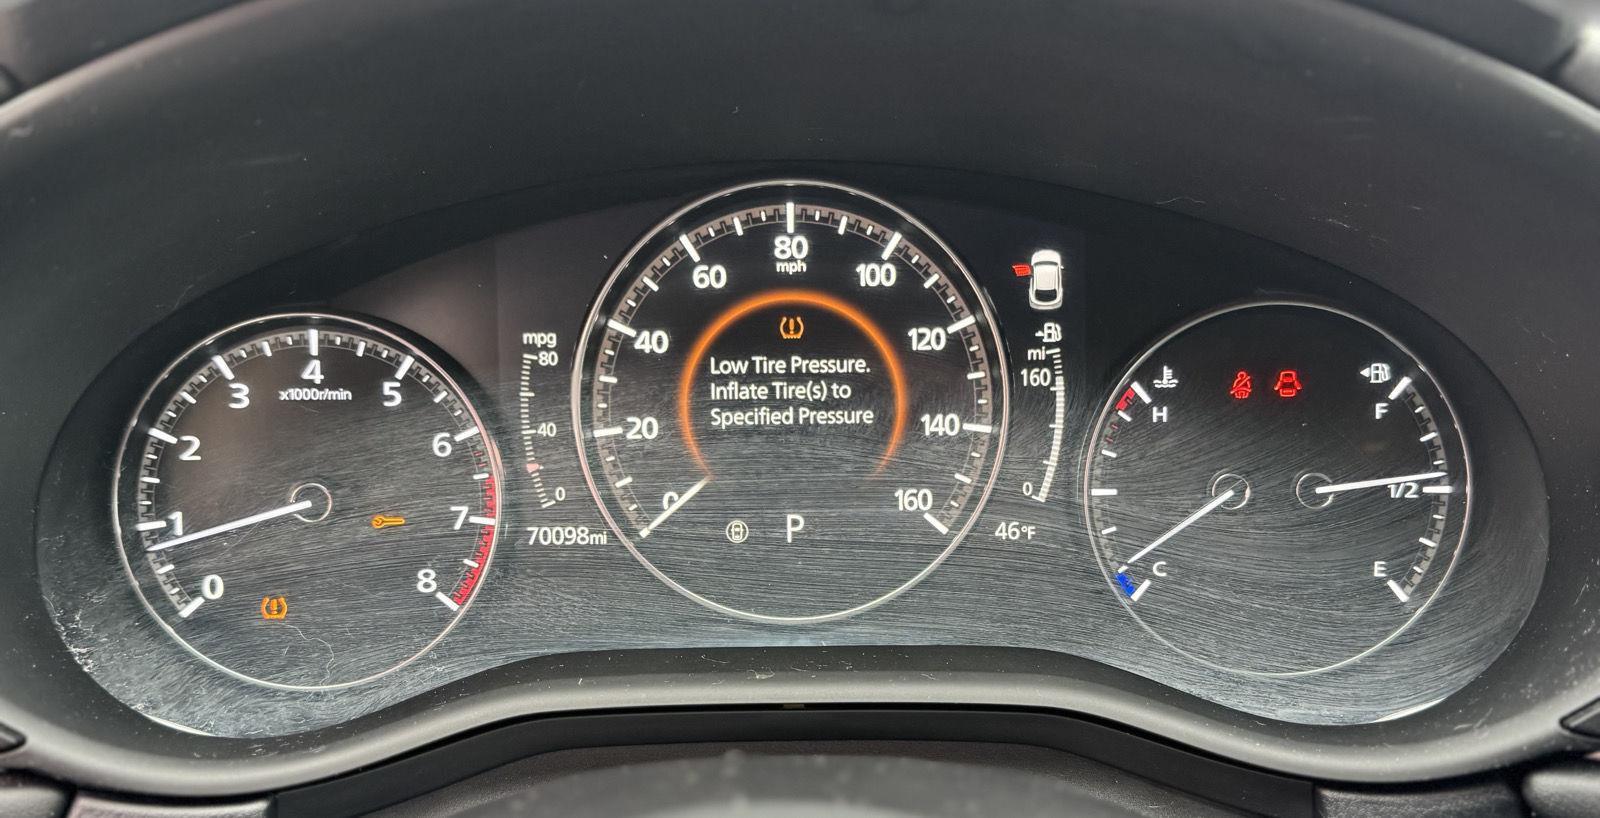 80
mph
60
100
40
120
20
140
0
160
Low Tire Pressure.
Inflate Tire(s) to
Specified Pressure
P
4
x1000r/min
3
5
2
6
1
7
0
8
mpg
80
40
0
70098mi
mi
160
0
46°F
H
C
F
1/2
E